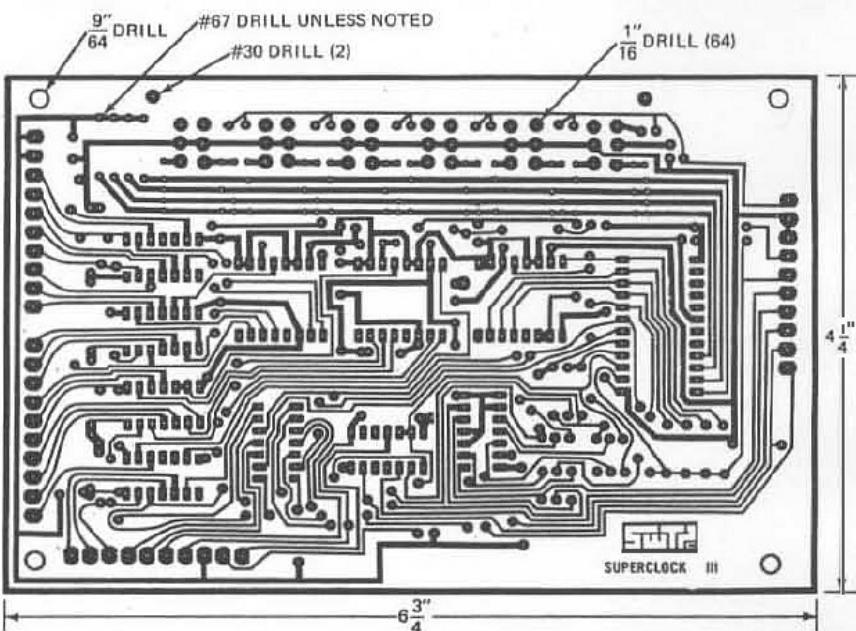 9"/64 DRILL
#67 DRILL UNLESS NOTED
#30 DRILL (2)
1"/16 DRILL (64)
4 1"/4
SUPERCLOCK III
6 3"/4